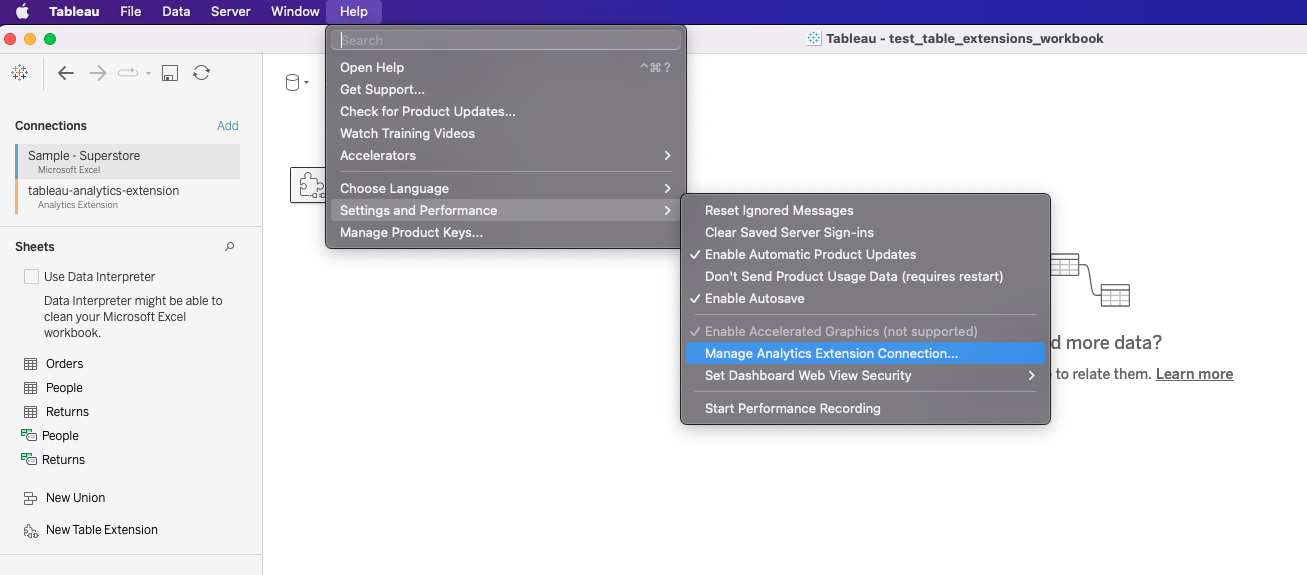 Tableau File Data Server Window Help
Tableau - test_table_extensions_workbook
Search
Open Help ^⌘?
Get Support...
Check for Product Updates...
Watch Training Videos
Accelerators
Choose Language
Settings and Performance
Manage Product Keys...
Reset Ignored Messages
Clear Saved Server Sign-ins
Enable Automatic Product Updates
Don't Send Product Usage Data (requires restart)
Enable Autosave
Enable Accelerated Graphics (not supported)
Manage Analytics Extension Connection...
Set Dashboard Web View Security
Start Performance Recording
Connections Add
Sample - Superstore
Microsoft Excel
tableau-analytics-extension
Analytics Extension
Sheets
Use Data Interpreter
Data Interpreter might be able to
clean your Microsoft Excel
workbook.
Orders
People
Returns
People
Returns
New Union
New Table Extension
d more data?
to relate them. Learn more